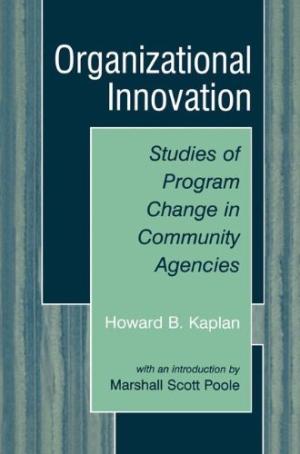 Organizational
Innovation
Studies of
Program
Change in
Community
Agencies
Howard B. Kaplan
with an introduction by
Marshall Scott Poole